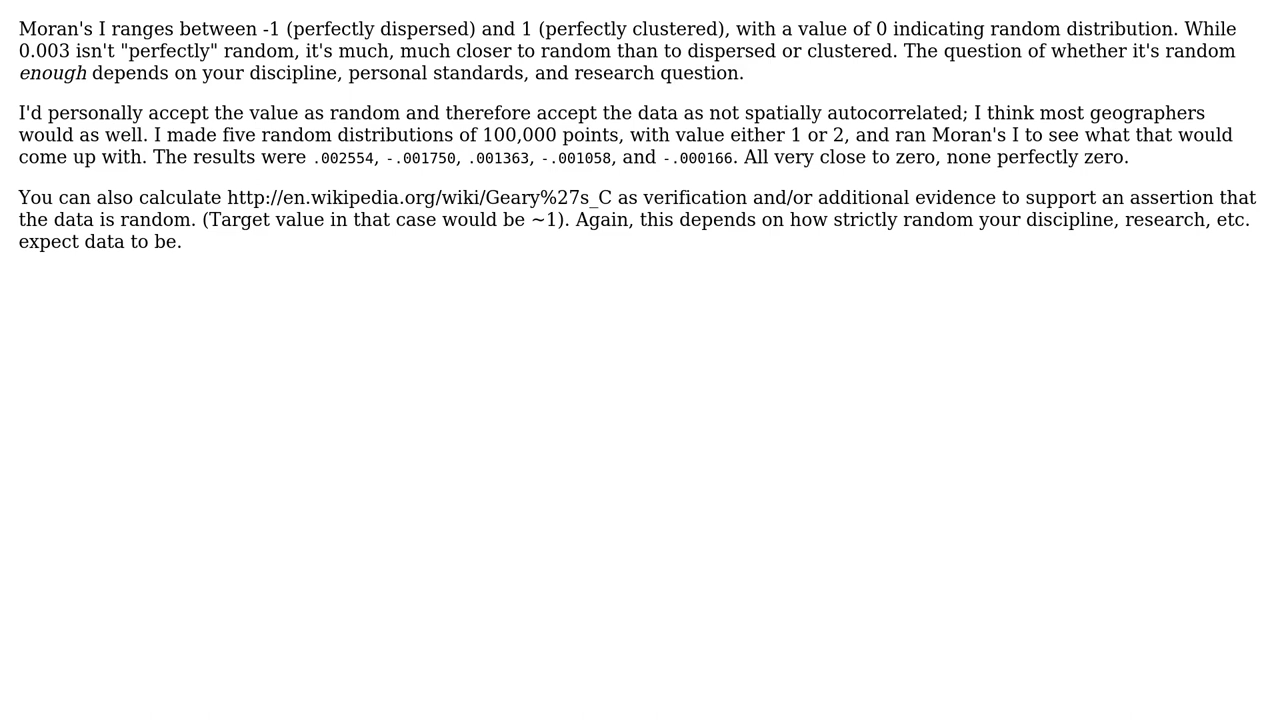 Moran's I ranges between -1 (perfectly dispersed) and 1 (perfectly clustered), with a value of 0 indicating random distribution. While
0.003 isn't "perfectly" random, it's much, much closer to random than to dispersed or clustered. The question of whether it's random
enough depends on your discipline, personal standards, and research question.
I'd personally accept the value as random and therefore accept the data as not spatially autocorrelated; I think most geographers
would as well. I made five random distributions of 100,000 points, with value either 1 or 2, and ran Moran's I to see what that would
come up with. The results were .002554, -.001750, .001363, -.001058, and -.000166. All very close to zero, none perfectly zero.
You can also calculate http://en.wikipedia.org/wiki/Geary%27s_C as verification and/or additional evidence to support an assertion that
the data is random. (Target value in that case would be ~1). Again, this depends on how strictly random your discipline, research, etc.
expect data to be.